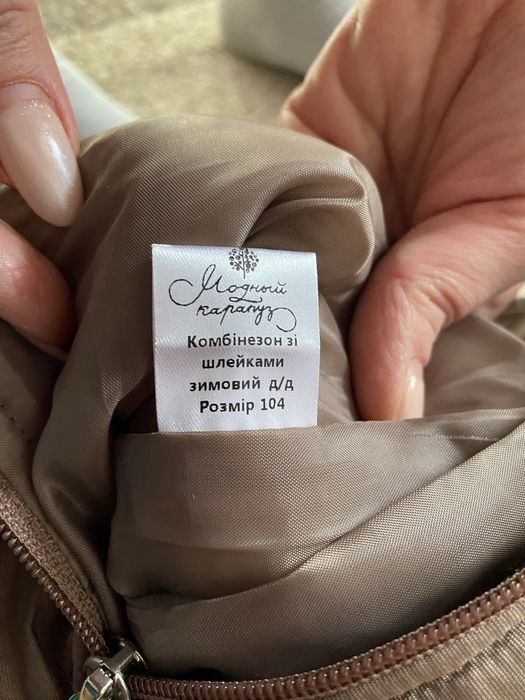 Модный
карапуз
Комбінезон зі
шлейками
зимовий д/д
Розмір 104